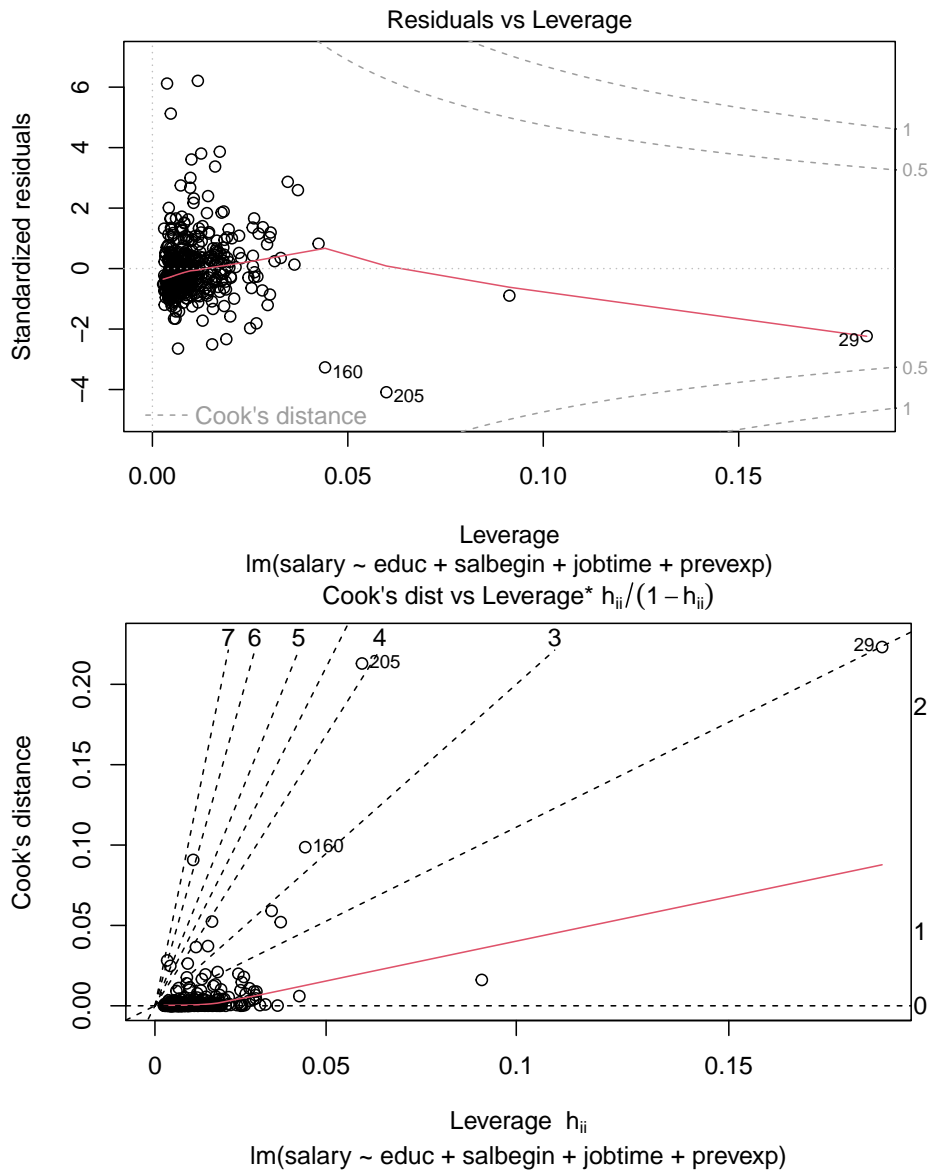 Residuals vs Leverage
Standardized residuals
6
4
2
0
−2
−4
1
0.5
0.5
1
29
160
205
Cook's distance
0.00 0.05 0.10 0.15
Leverage
lm(salary ~ educ + salbegin + jobtime + prevexp)
Cook's dist vs Leverage* hᵢᵢ/(1 − hᵢᵢ)
7 6 5 4 3
2
1
0
205
29
160
Cook's distance
0.20
0.15
0.10
0.05
0.00
0 0.05 0.1 0.15
Leverage hᵢᵢ
lm(salary ~ educ + salbegin + jobtime + prevexp)